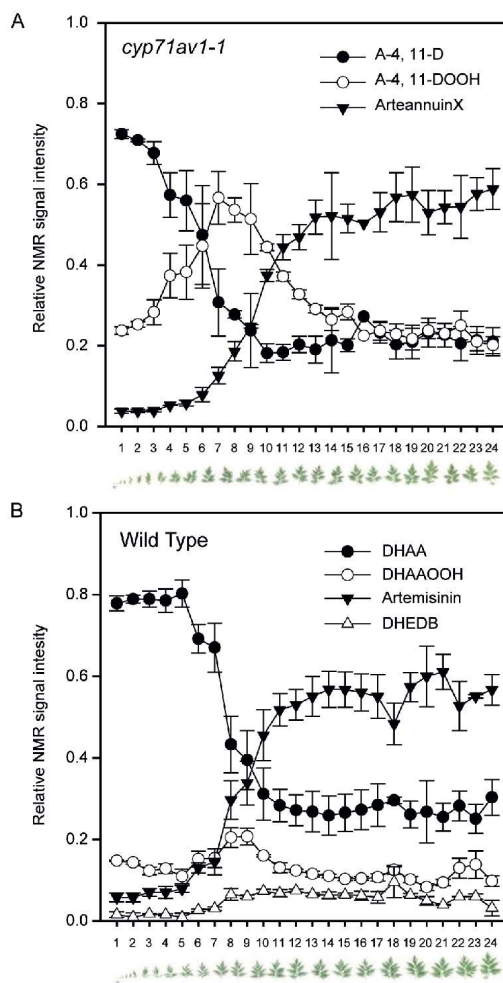 A
cyp71av1-1
A-4, 11-D
A-4, 11-DOOH
ArteannuinX
Relative NMR signal intensity
1.0
0.8
0.6
0.4
0.2
0.0
1 2 3 4 5 6 7 8 9 10 11 12 13 14 15 16 17 18 19 20 21 22 23 24
B
Wild Type
DHAA
DHAAOOH
Artemisinin
DHEDB
Relative NMR signal intesity
1.0
0.8
0.6
0.4
0.2
0.0
1 2 3 4 5 6 7 8 9 10 11 12 13 14 15 16 17 18 19 20 21 22 23 24